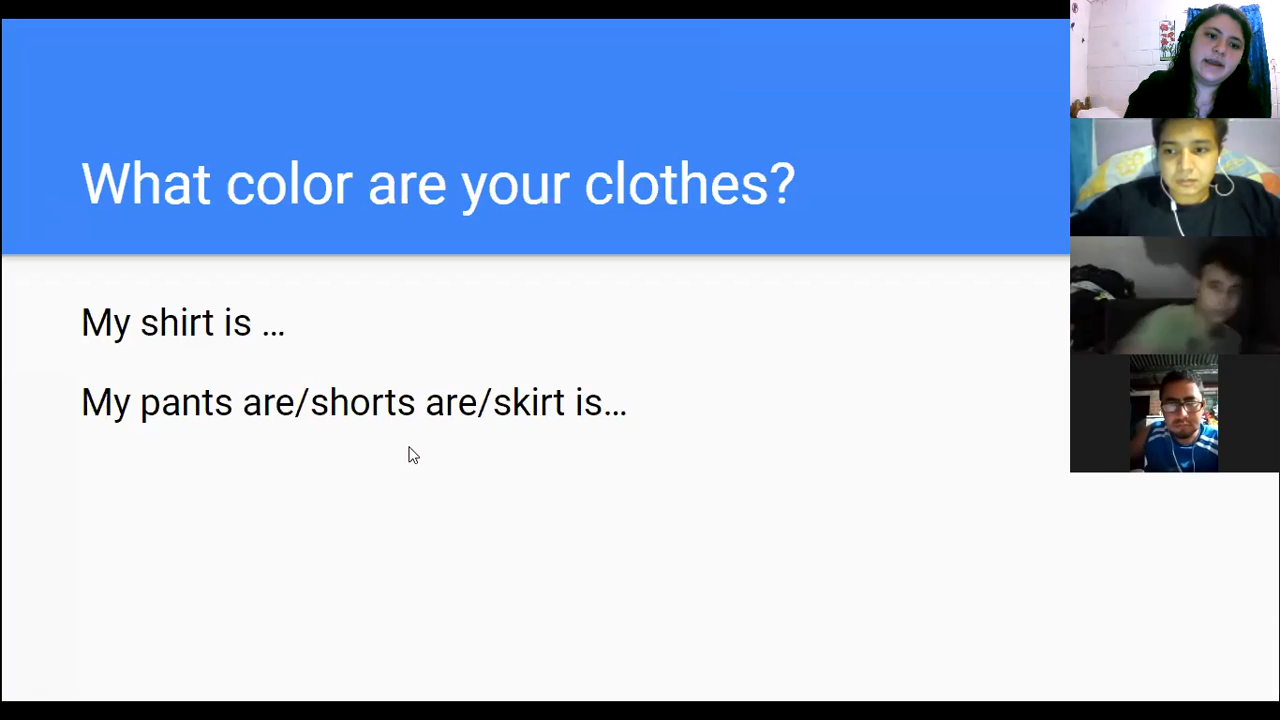 What color are your clothes?
My shirt is …
My pants are/shorts are/skirt is…